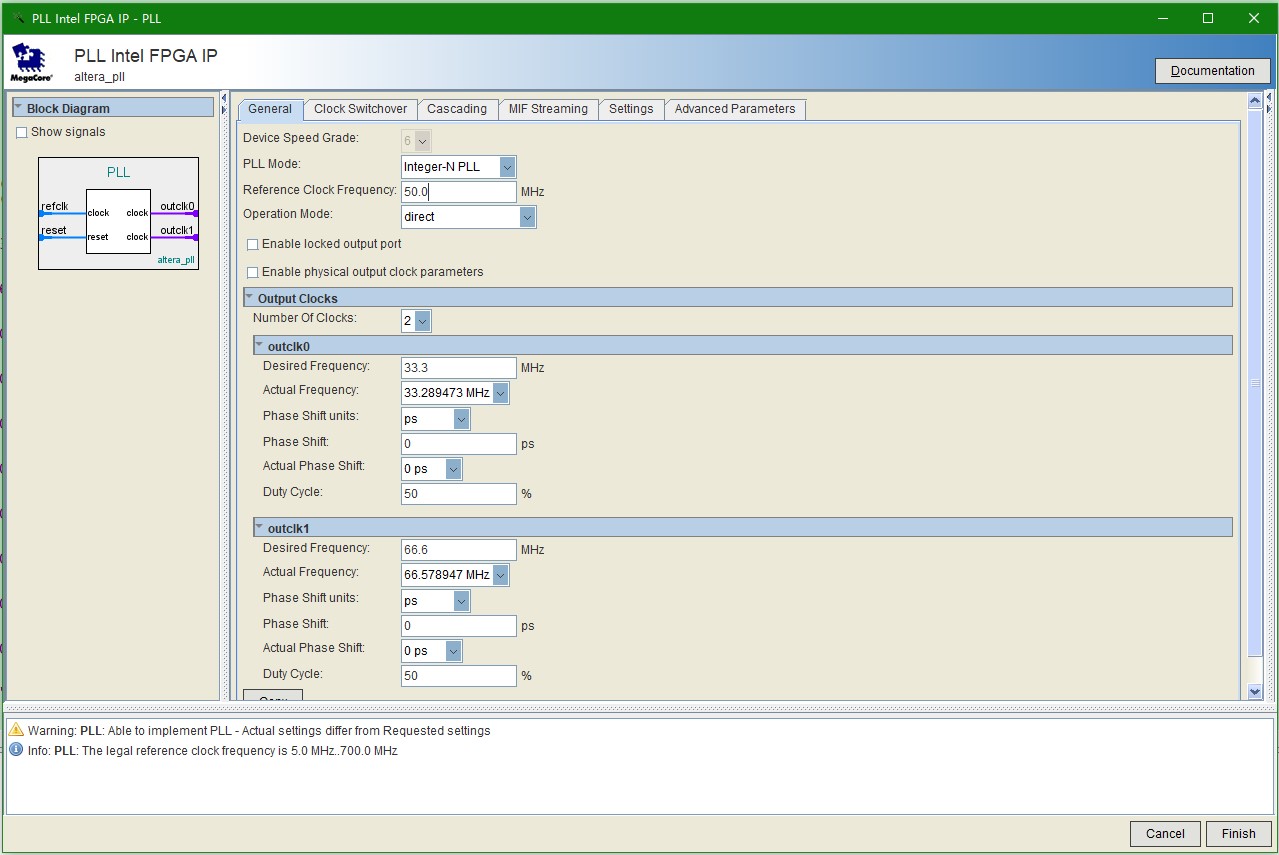 PLL Intel FPGA IP - PLL
PLL Intel FPGA IP
altera_pll
MegaCore®
Documentation
Block Diagram
Show signals
PLL
refclk
clock
clock
outclk0
reset
reset
clock
outclk1
altera_pll
General
Clock Switchover
Cascading
MIF Streaming
Settings
Advanced Parameters
Device Speed Grade: 6
PLL Mode: Integer-N PLL
Reference Clock Frequency: 50.0 MHz
Operation Mode: direct
Enable locked output port
Enable physical output clock parameters
Output Clocks
Number Of Clocks: 2
outclk0
Desired Frequency: 33.3 MHz
Actual Frequency: 33.289473 MHz
Phase Shift units: ps
Phase Shift: 0 ps
Actual Phase Shift: 0 ps
Duty Cycle: 50 %
outclk1
Desired Frequency: 66.6 MHz
Actual Frequency: 66.578947 MHz
Phase Shift units: ps
Phase Shift: 0 ps
Actual Phase Shift: 0 ps
Duty Cycle: 50 %
Copy
Warning: PLL: Able to implement PLL - Actual settings differ from Requested settings
Info: PLL: The legal reference clock frequency is 5.0 MHz..700.0 MHz
Cancel
Finish